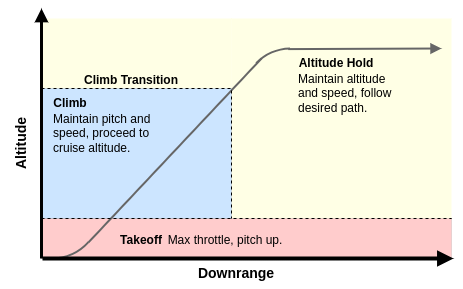 Climb Transition
Climb
Maintain pitch and
speed, proceed to
cruise altitude.
Altitude Hold
Maintain altitude
and speed, follow
desired path.
Takeoff Max throttle, pitch up.
Altitude
Downrange